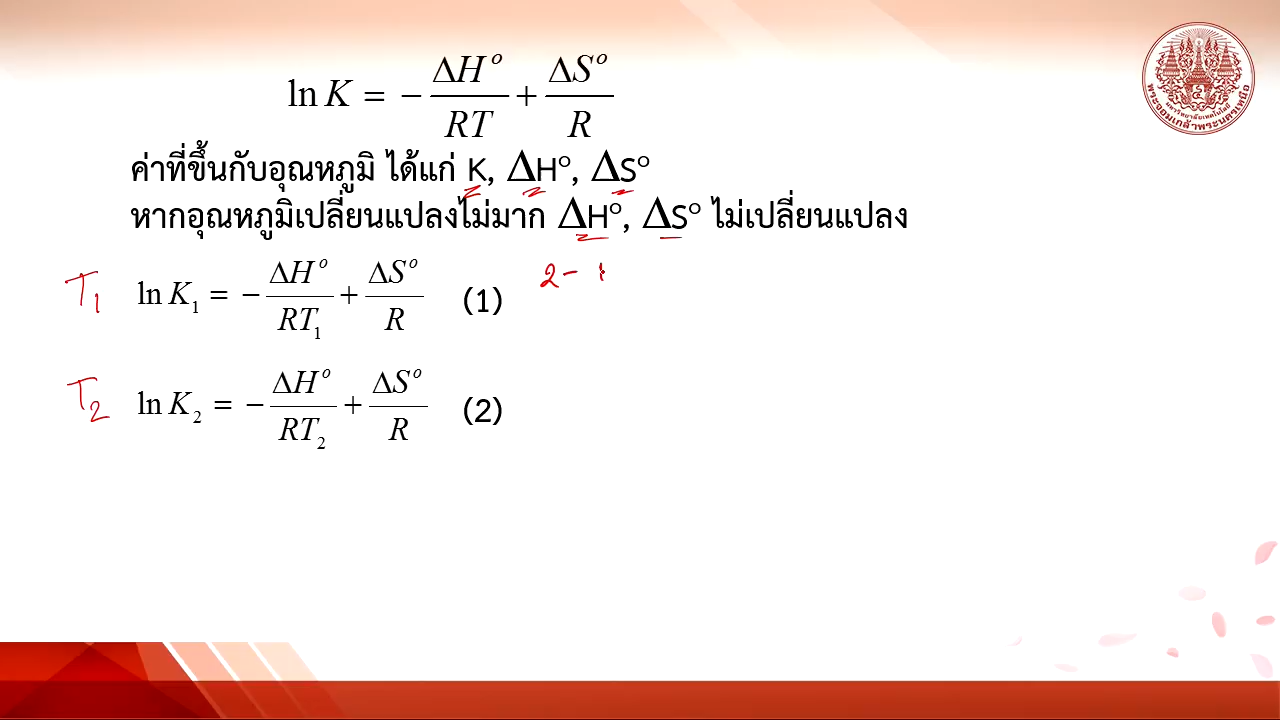 ln K = − ΔH° / RT + ΔS° / R
ค่าที่ขึ้นกับอุณหภูมิ ได้แก่ K, ΔH°, ΔS°
หากอุณหภูมิเปลี่ยนแปลงไม่มาก ΔH°, ΔS° ไม่เปลี่ยนแปลง
T₁ ln K₁ = − ΔH° / RT₁ + ΔS° / R (1) 2 - 1
T₂ ln K₂ = − ΔH° / RT₂ + ΔS° / R (2)